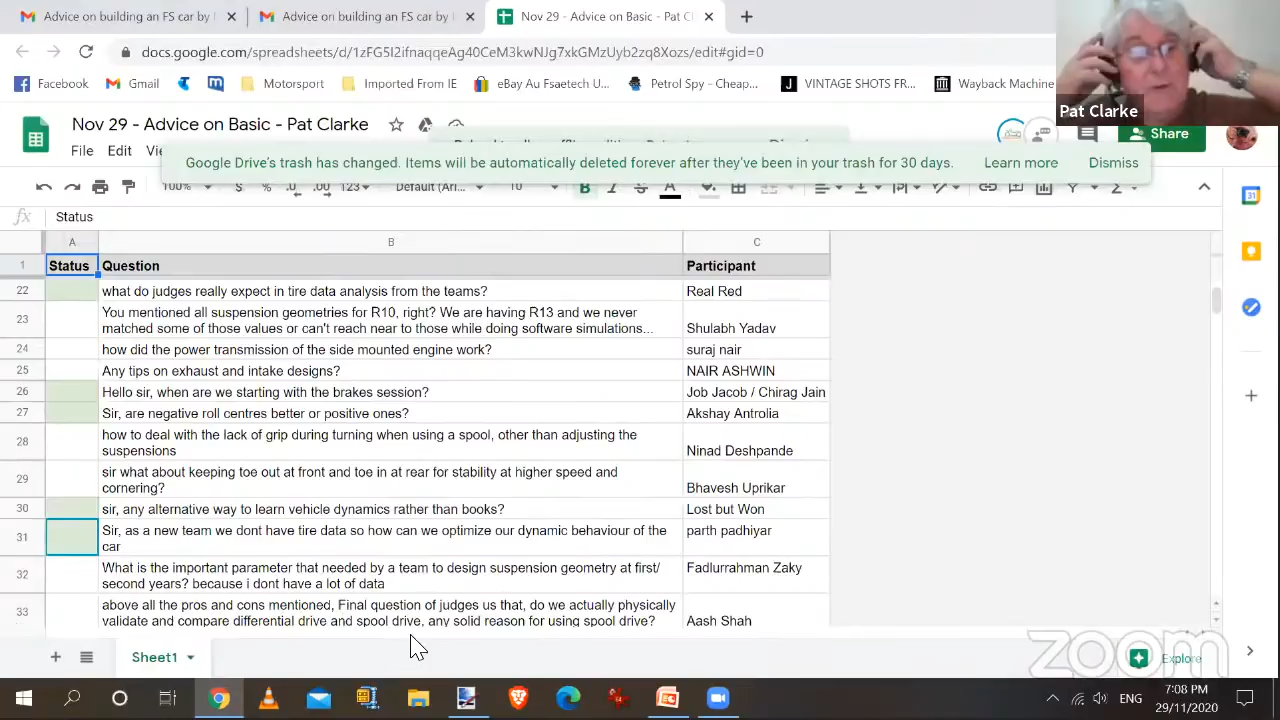 Advice on building an FS car by
Advice on building an FS car by
Nov 29 - Advice on Basic - Pat Cl
docs.google.com/spreadsheets/d/1zFG5I2ifnaqqeAg40CeM3kwNJg7xkGMzUyb2zq8Xozs/edit#gid=0
Facebook
Gmail
Motorsport
Imported From IE
eBay Au Fsaetech U...
Petrol Spy - Cheap...
VINTAGE SHOTS FR...
Wayback Machine
Pat Clarke
Nov 29 - Advice on Basic - Pat Clarke
File Edit Vie
Share
Google Drive's trash has changed. Items will be automatically deleted forever after they've been in your trash for 30 days. Learn more Dismiss
100% $ % .0 .00 123 Default (Ari... 10 B I S A
fx Status
A B C
1 Status Question Participant
22 what do judges really expect in tire data analysis from the teams? Real Red
23 You mentioned all suspension geometries for R10, right? We are having R13 and we never
matched some of those values or can't reach near to those while doing software simulations... Shulabh Yadav
24 how did the power transmission of the side mounted engine work? suraj nair
25 Any tips on exhaust and intake designs? NAIR ASHWIN
26 Hello sir, when are we starting with the brakes session? Job Jacob / Chirag Jain
27 Sir, are negative roll centres better or positive ones? Akshay Antrolia
28 how to deal with the lack of grip during turning when using a spool, other than adjusting the
suspensions Ninad Deshpande
29 sir what about keeping toe out at front and toe in at rear for stability at higher speed and
cornering? Bhavesh Uprikar
30 sir, any alternative way to learn vehicle dynamics rather than books? Lost but Won
31 Sir, as a new team we dont have tire data so how can we optimize our dynamic behaviour of the
car parth padhiyar
32 What is the important parameter that needed by a team to design suspension geometry at first/
second years? because i dont have a lot of data Fadlurrahman Zaky
33 above all the pros and cons mentioned, Final question of judges us that, do we actually physically
validate and compare differential drive and spool drive, any solid reason for using spool drive? Aash Shah
Sheet1
zoom
Explore
ENG
7:08 PM
29/11/2020